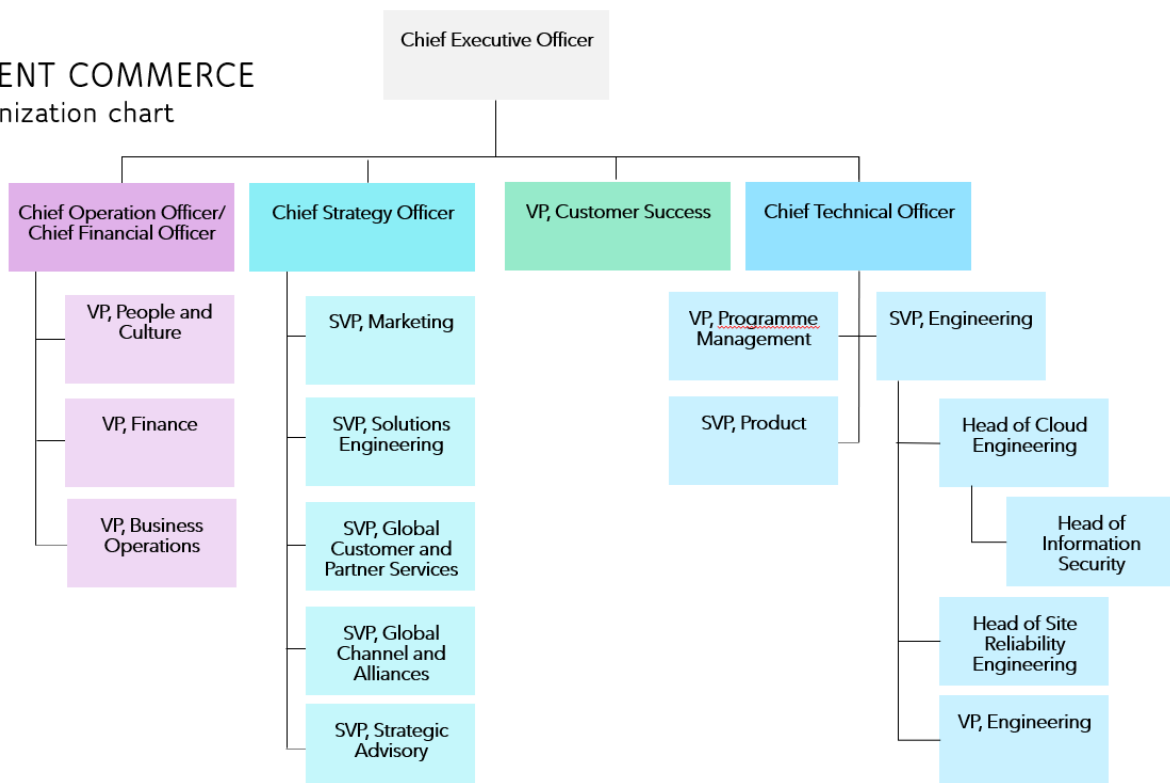 Chief Executive Officer
ENT COMMERCE
nization chart
Chief Operation Officer/
Chief Financial Officer
Chief Strategy Officer
VP, Customer Success
Chief Technical Officer
VP, People and
Culture
VP, Finance
VP, Business
Operations
SVP, Marketing
SVP, Solutions
Engineering
SVP, Global
Customer and
Partner Services
SVP, Global
Channel and
Alliances
SVP, Strategic
Advisory
VP, Programme
Management
SVP, Product
SVP, Engineering
Head of Cloud
Engineering
Head of
Information
Security
Head of Site
Reliability
Engineering
VP, Engineering